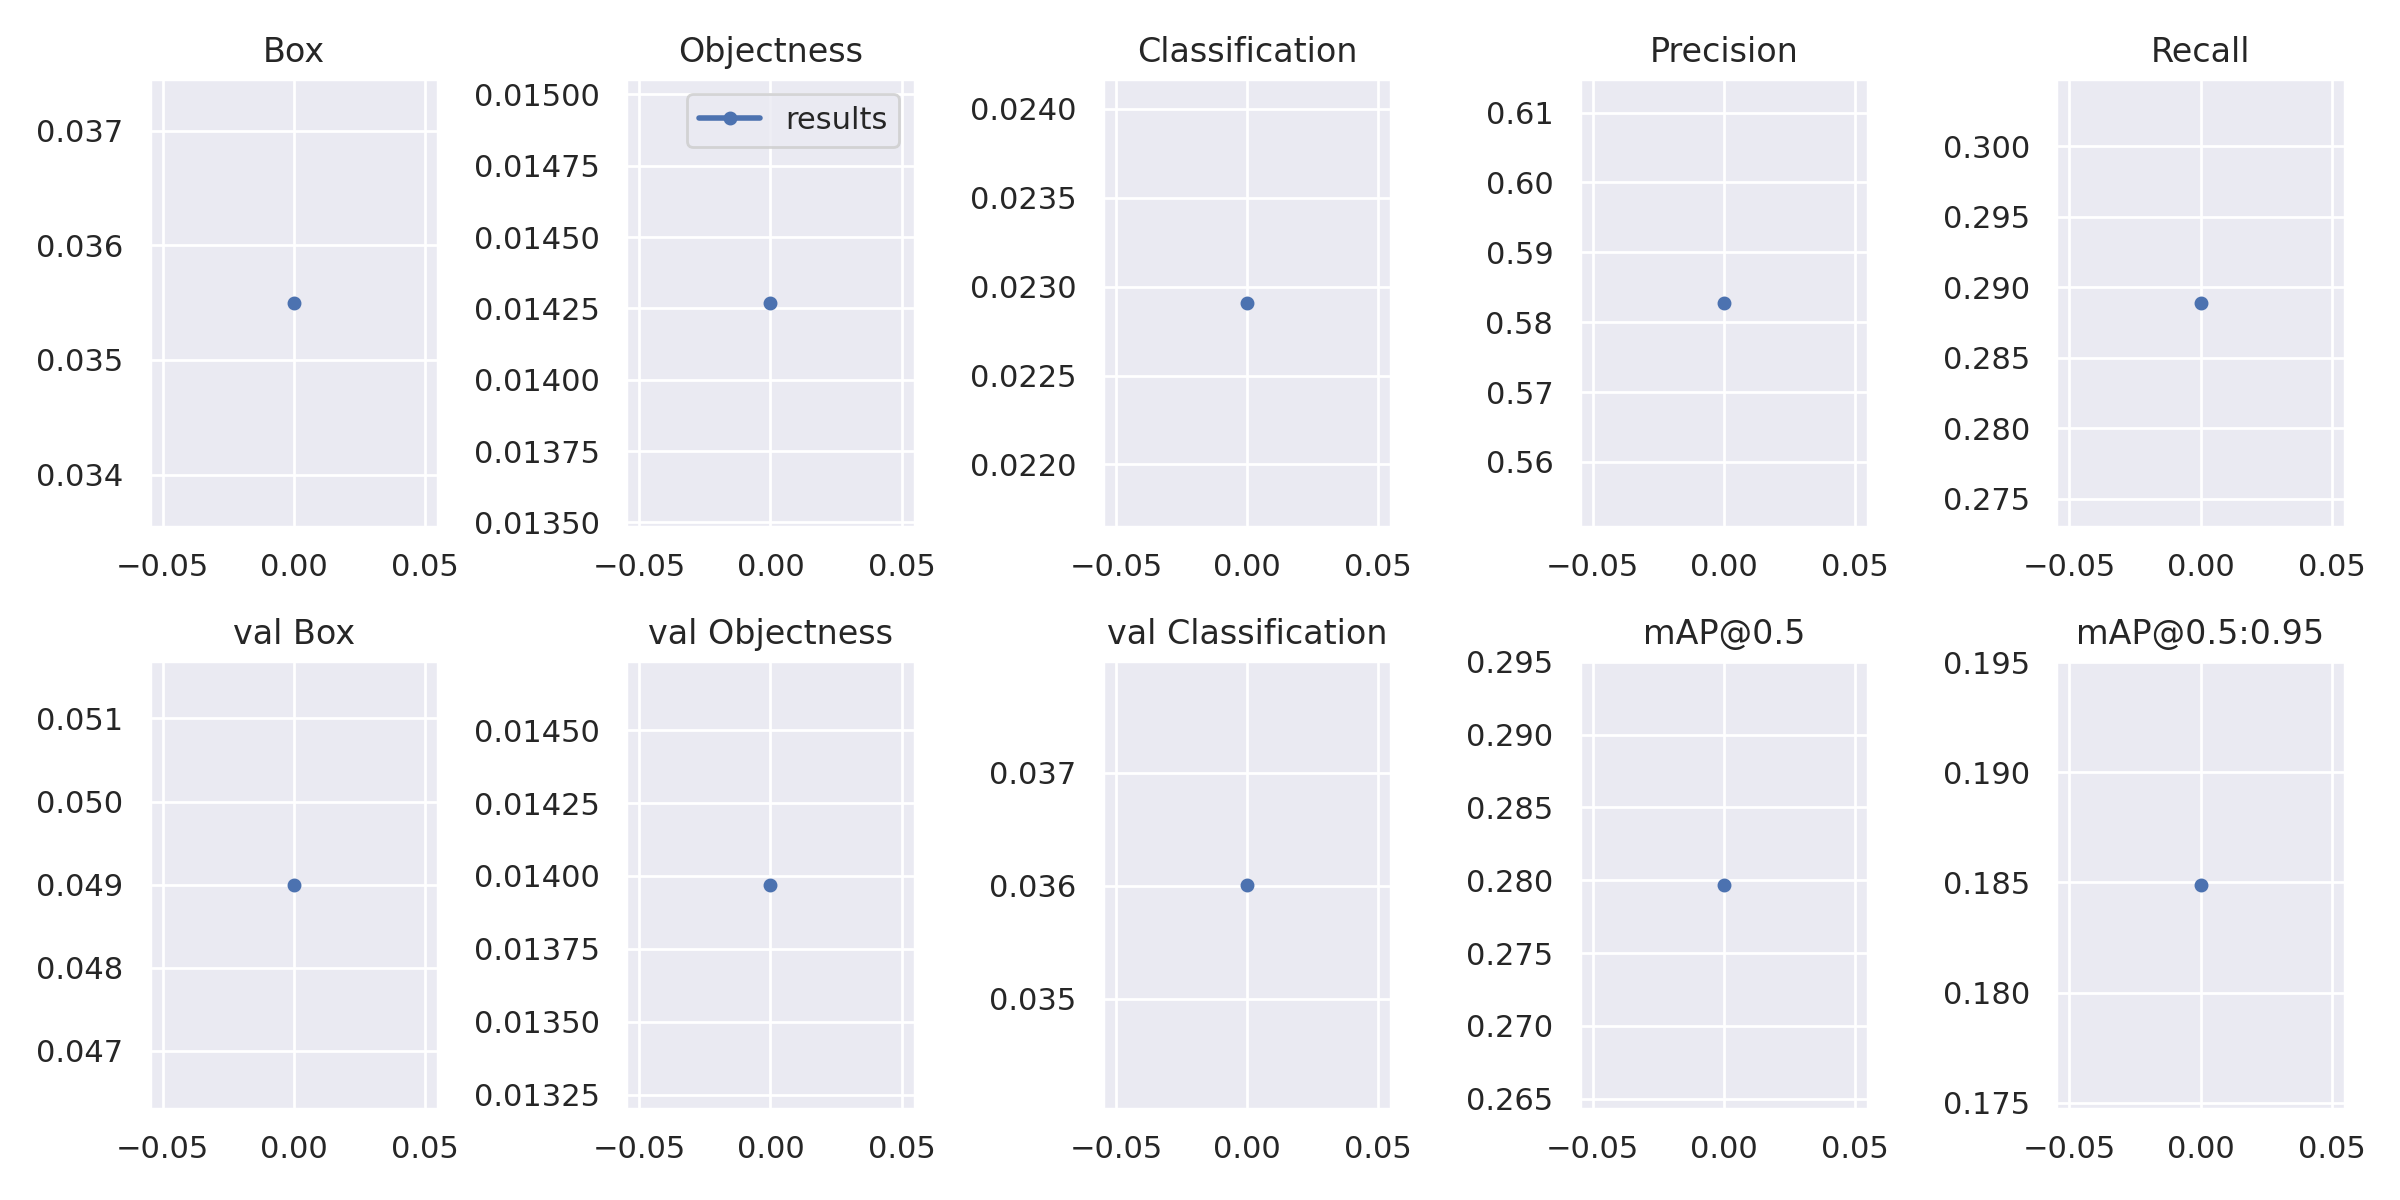 Box
0.037
0.036
0.035
0.034
−0.05 0.00 0.05
Objectness
results
0.01500
0.01475
0.01450
0.01425
0.01400
0.01375
0.01350
−0.05 0.00 0.05
Classification
0.0240
0.0235
0.0230
0.0225
0.0220
−0.05 0.00 0.05
Precision
0.61
0.60
0.59
0.58
0.57
0.56
−0.05 0.00 0.05
Recall
0.300
0.295
0.290
0.285
0.280
0.275
−0.05 0.00 0.05
val Box
0.051
0.050
0.049
0.048
0.047
−0.05 0.00 0.05
val Objectness
0.01450
0.01425
0.01400
0.01375
0.01350
0.01325
−0.05 0.00 0.05
val Classification
0.037
0.036
0.035
−0.05 0.00 0.05
mAP@0.5
0.295
0.290
0.285
0.280
0.275
0.270
0.265
−0.05 0.00 0.05
mAP@0.5:0.95
0.195
0.190
0.185
0.180
0.175
−0.05 0.00 0.05